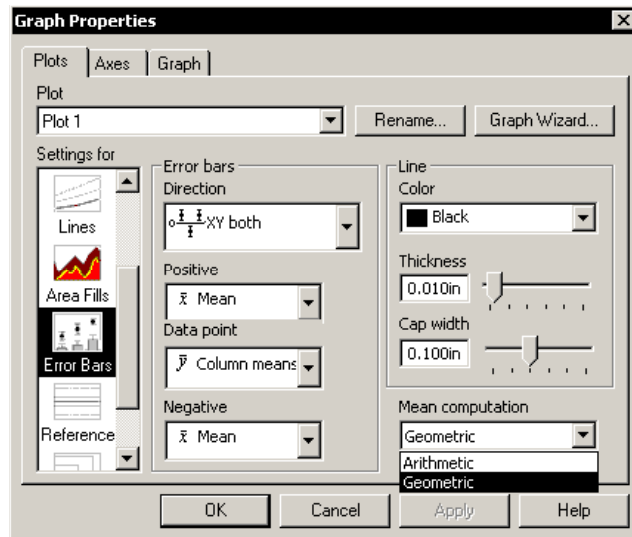 Graph Properties
Plots Axes Graph
Plot
Plot 1
Rename...
Graph Wizard...
Settings for
Lines
Area Fills
Error Bars
Reference
Error bars
Direction
XY both
Positive
x̄ Mean
Data point
ȳ Column means
Negative
x̄ Mean
Line
Color
Black
Thickness
0.010in
Cap width
0.100in
Mean computation
Geometric
Arithmetic
Geometric
OK
Cancel
Apply
Help